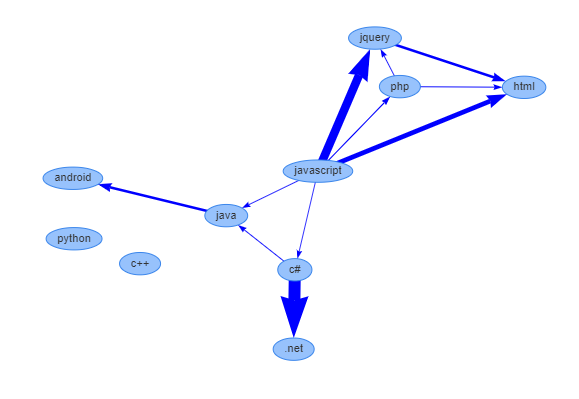 jquery
php
html
javascript
android
java
python
c++
c#
.net